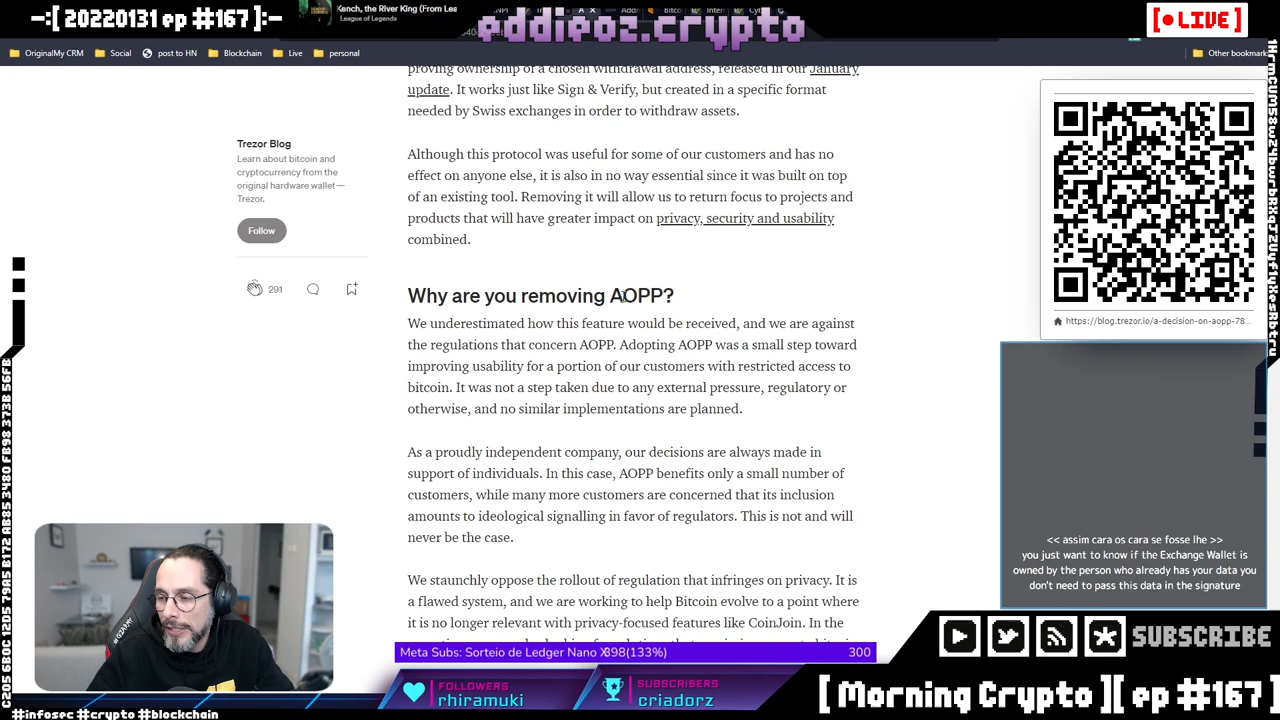 -:[ 20220131 ep #167]:-
Kench, the River King (From Les
League of Legends
eddieoz.crypto
[● LIVE]
OriginalMy CRM
Social
post to HN
Blockchain
Live
personal
Other bookmark
proving ownership of a chosen withdrawal address, released in our January
update. It works just like Sign & Verify, but created in a specific format
needed by Swiss exchanges in order to withdraw assets.
Trezor Blog
Learn about bitcoin and
cryptocurrency from the
original hardware wallet—
Trezor.
Follow
291
Although this protocol was useful for some of our customers and has no
effect on anyone else, it is also in no way essential since it was built on top
of an existing tool. Removing it will allow us to return focus to projects and
products that will have greater impact on privacy, security and usability
combined.
Why are you removing AOPP?
We underestimated how this feature would be received, and we are against
the regulations that concern AOPP. Adopting AOPP was a small step toward
improving usability for a portion of our customers with restricted access to
bitcoin. It was not a step taken due to any external pressure, regulatory or
otherwise, and no similar implementations are planned.
As a proudly independent company, our decisions are always made in
support of individuals. In this case, AOPP benefits only a small number of
customers, while many more customers are concerned that its inclusion
amounts to ideological signalling in favor of regulators. This is not and will
never be the case.
We staunchly oppose the rollout of regulation that infringes on privacy. It is
a flawed system, and we are working to help Bitcoin evolve to a point where
it is no longer relevant with privacy-focused features like CoinJoin. In the
https://blog.trezor.io/a-decision-on-aopp-78...
<< assim cara os cara se fosse lhe >>
you just want to know if the Exchange Wallet is
owned by the person who already has your data you
don't need to pass this data in the signature
Meta Subs: Sorteio de Ledger Nano X
398(133%)
300
FOLLOWERS
rhiramuki
SUBSCRIBERS
criadorz
SUBSCRIBE
[ Morning Crypto ][ ep #167 ]
#infosec #crypto #blockchain